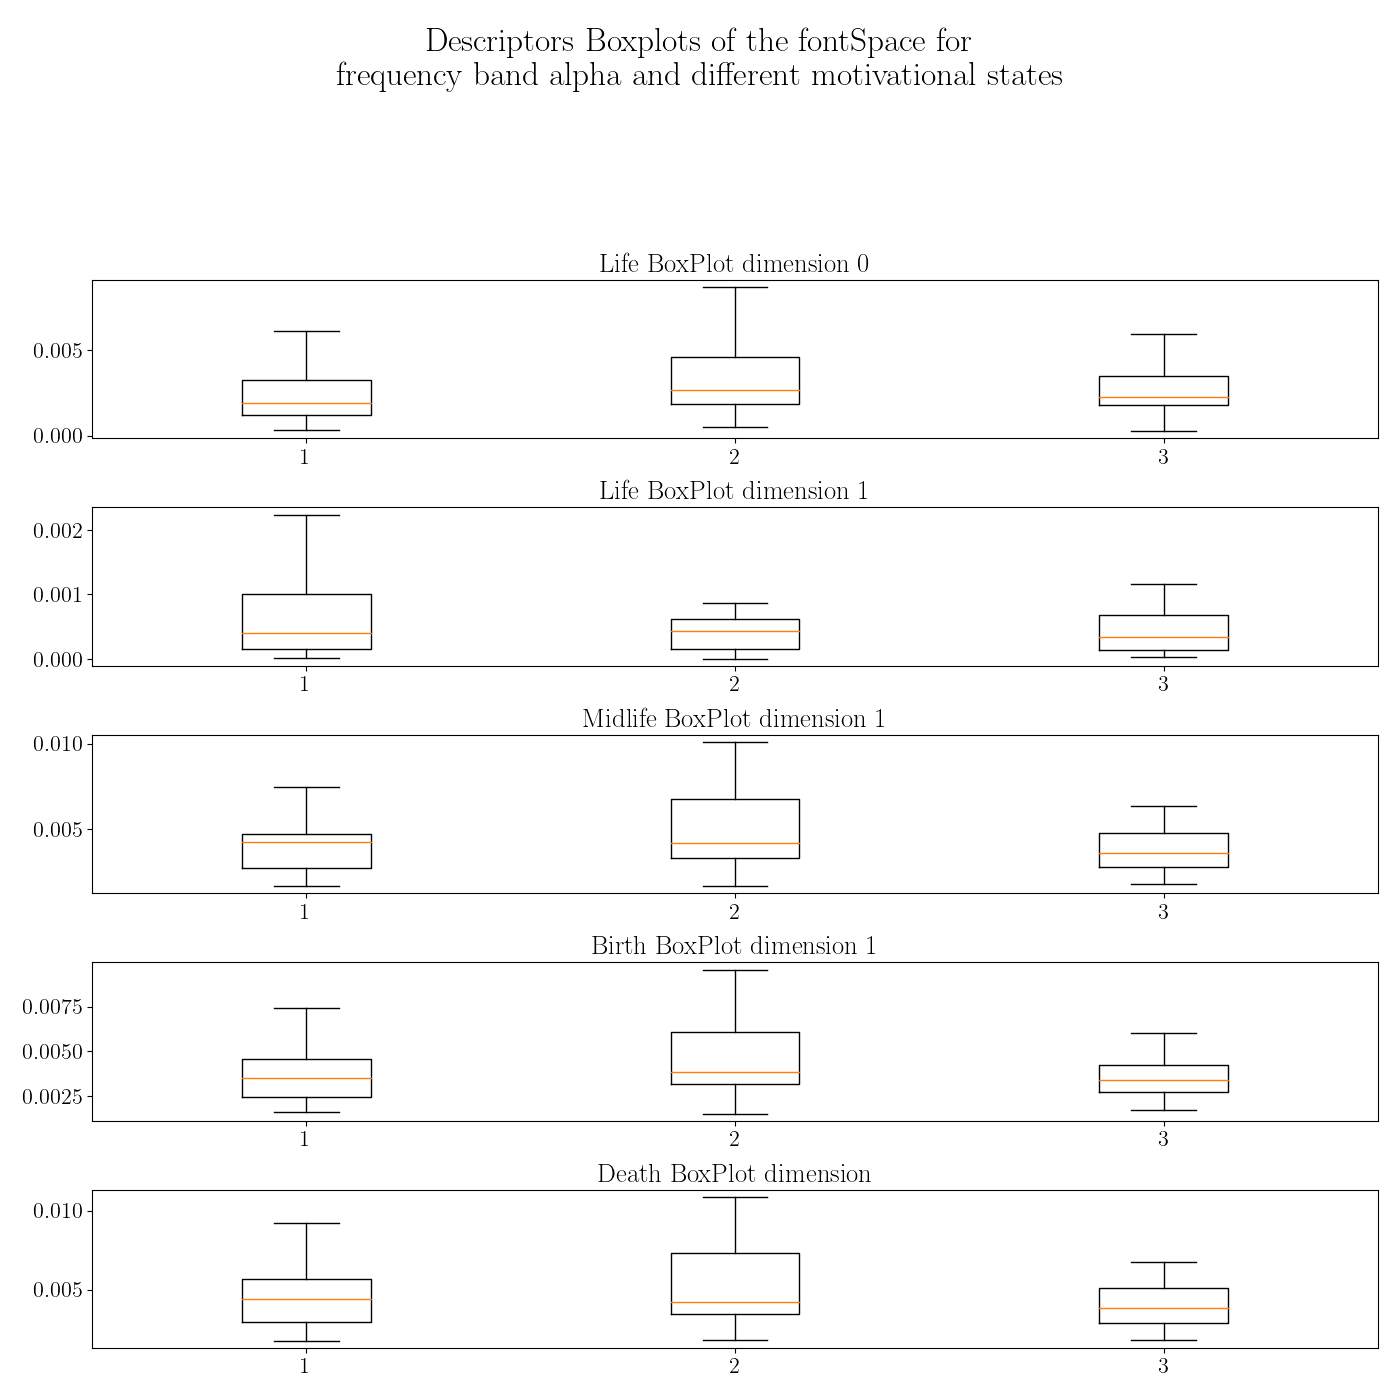 Descriptors Boxplots of the fontSpace for
frequency band alpha and different motivational states
Life BoxPlot dimension 0
0.005
0.000
1 2 3
Life BoxPlot dimension 1
0.002
0.001
0.000
1 2 3
Midlife BoxPlot dimension 1
0.010
0.005
1 2 3
Birth BoxPlot dimension 1
0.0075
0.0050
0.0025
1 2 3
Death BoxPlot dimension
0.010
0.005
1 2 3